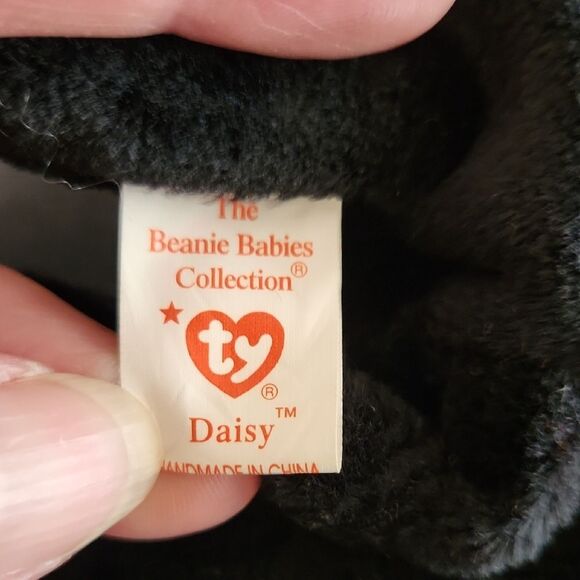 The
Beanie Babies
Collection®
★ ty ®
Daisy™
HANDMADE IN CHINA